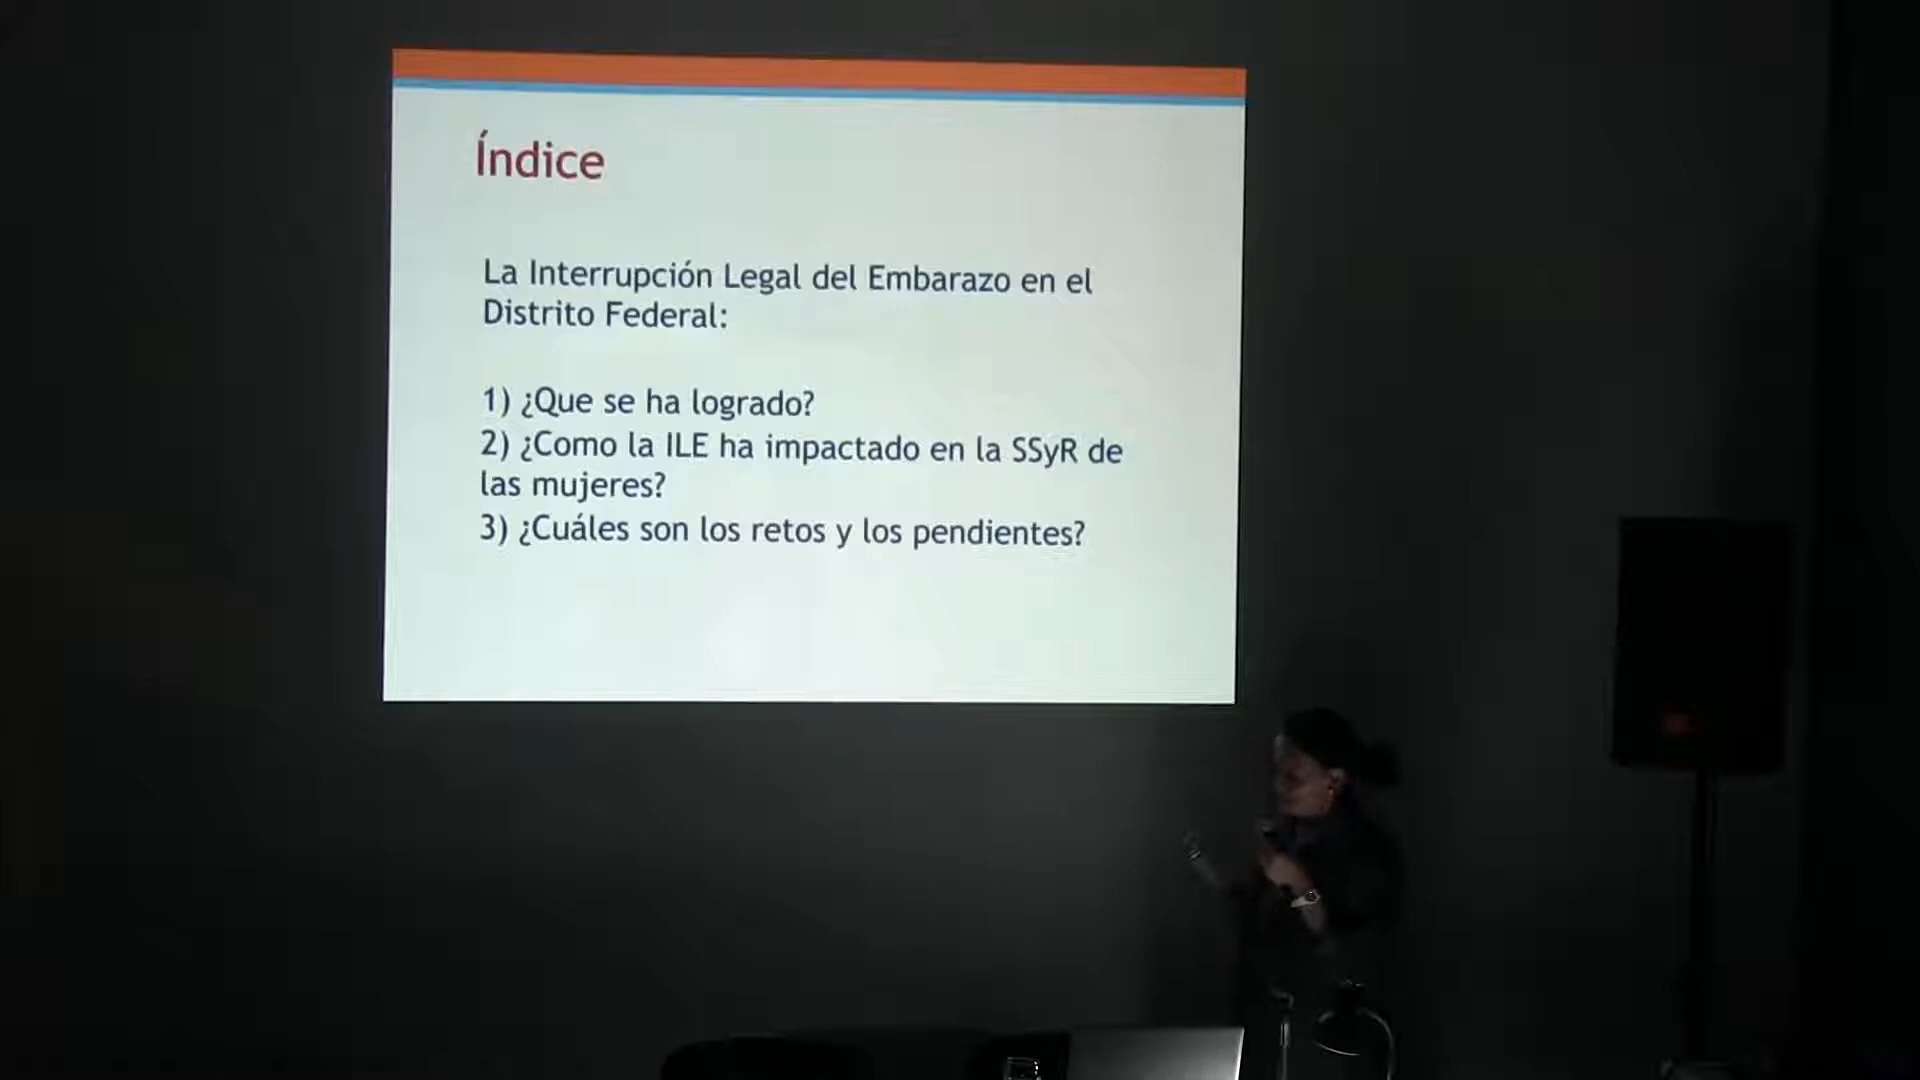 Índice
La Interrupción Legal del Embarazo en el
Distrito Federal:
1) ¿Que se ha logrado?
2) ¿Como la ILE ha impactado en la SSyR de
las mujeres?
3) ¿Cuáles son los retos y los pendientes?